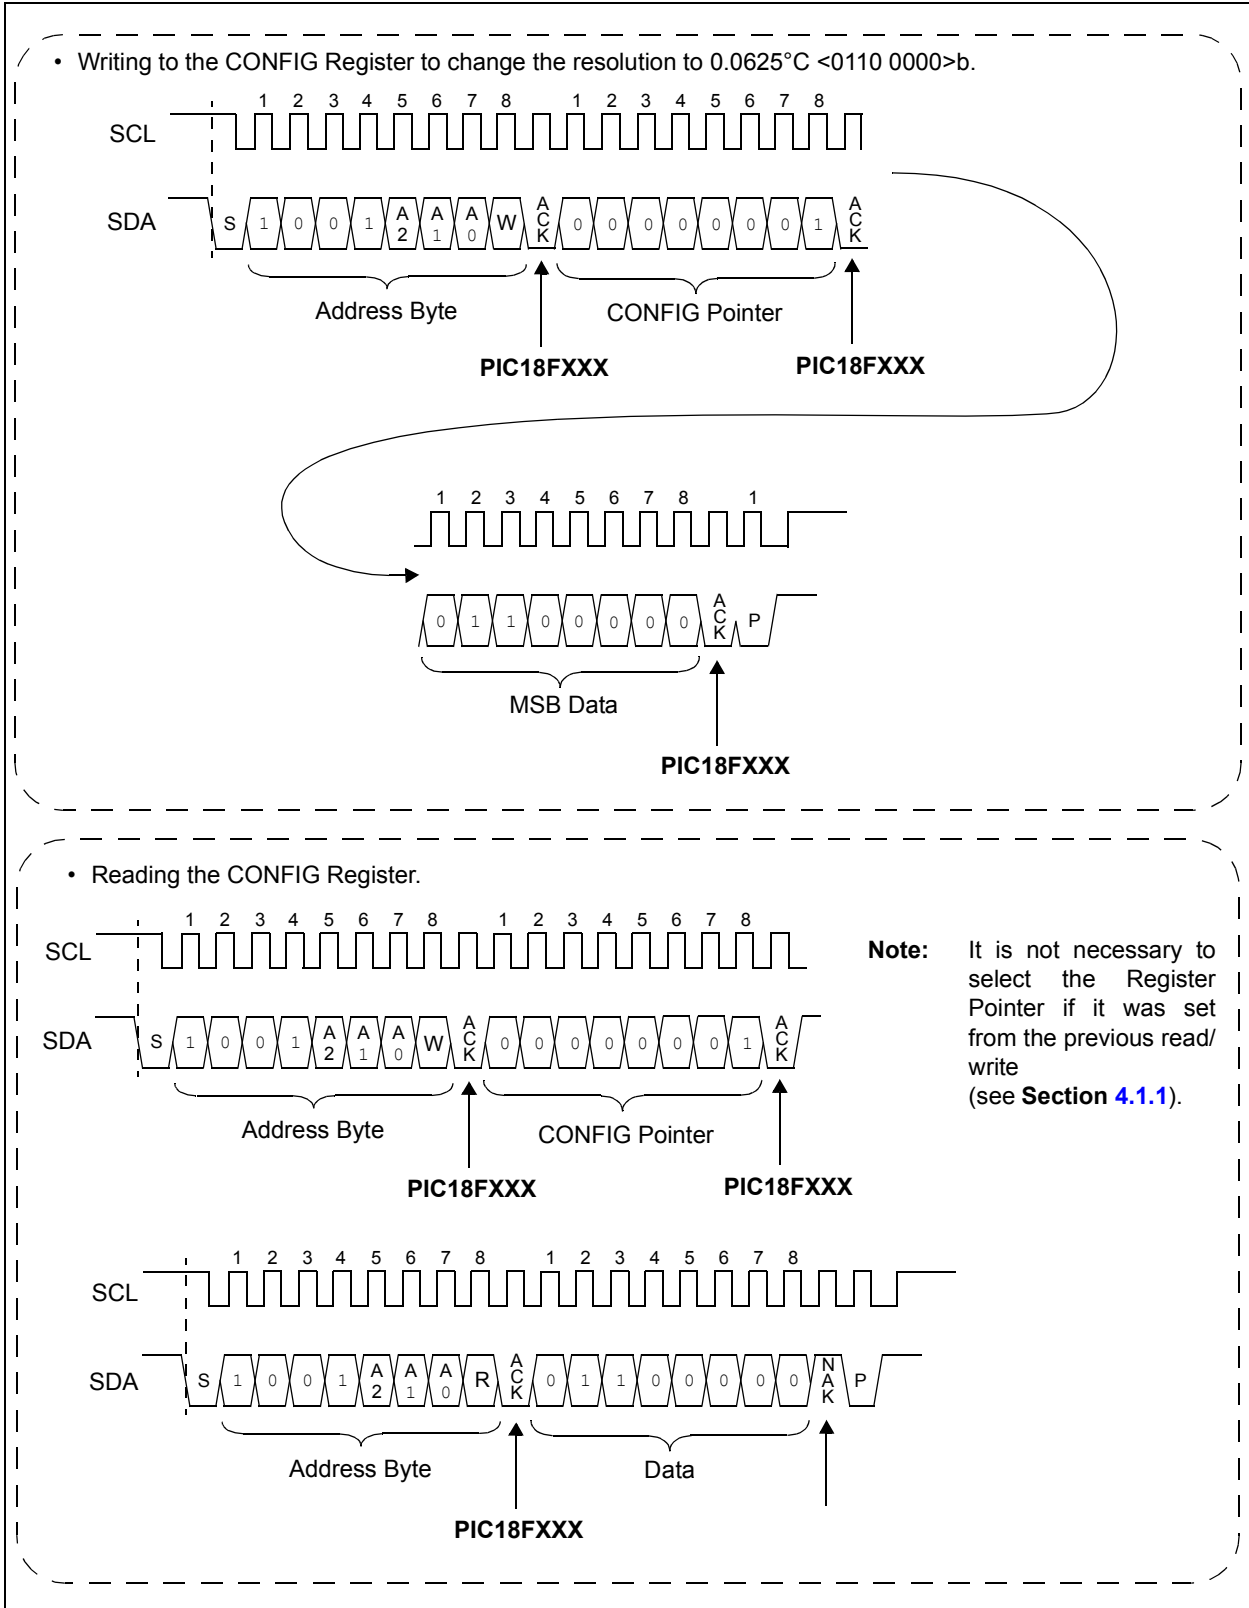 • Writing to the CONFIG Register to change the resolution to 0.0625°C <0110 0000>b.
1 2 3 4 5 6 7 8 1 2 3 4 5 6 7 8
SCL
SDA
S 1 0 0 1 A2 A1 A0 W ACK 0 0 0 0 0 0 0 1 ACK
Address Byte CONFIG Pointer
PIC18FXXX PIC18FXXX
1 2 3 4 5 6 7 8 1
0 1 1 0 0 0 0 0 ACK P
MSB Data
PIC18FXXX
• Reading the CONFIG Register.
1 2 3 4 5 6 7 8 1 2 3 4 5 6 7 8
SCL
SDA
S 1 0 0 1 A2 A1 A0 W ACK 0 0 0 0 0 0 0 1 ACK
Address Byte CONFIG Pointer
PIC18FXXX PIC18FXXX
Note: It is not necessary to
select the Register
Pointer if it was set
from the previous read/
write
(see Section 4.1.1).
1 2 3 4 5 6 7 8 1 2 3 4 5 6 7 8
SCL
SDA
S 1 0 0 1 A2 A1 A0 R ACK 0 1 1 0 0 0 0 0 NAK P
Address Byte Data
PIC18FXXX